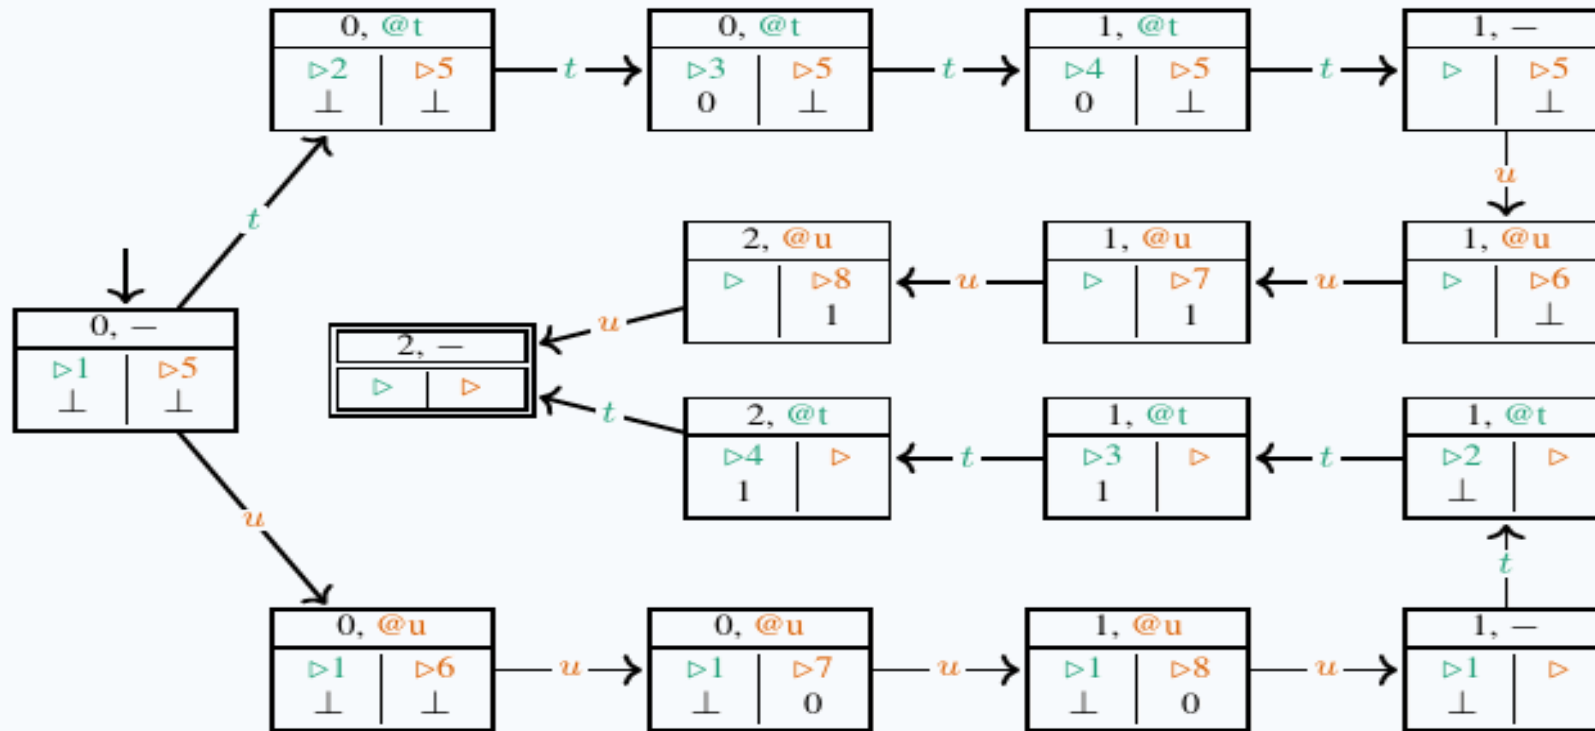 0, @t 0, @t 1, @t 1, −
▷2 ▷5 t ▷3 ▷5 t ▷4 ▷5 t ▷ ▷5
⊥ ⊥ 0 ⊥ 0 ⊥ ⊥
u
t
2, @u 1, @u 1, @u
▷ ▷8 u ▷ ▷7 u ▷ ▷6
1 1 ⊥
0, −
▷1 ▷5
⊥ ⊥
u
2, −
▷ ▷
t
2, @t 1, @t 1, @t
▷4 ▷ t ▷3 ▷ t ▷2 ▷
1 1 ⊥
u
t
0, @u 0, @u 1, @u 1, −
▷1 ▷6 u ▷1 ▷7 u ▷1 ▷8 u ▷1 ▷
⊥ ⊥ ⊥ 0 ⊥ 0 ⊥